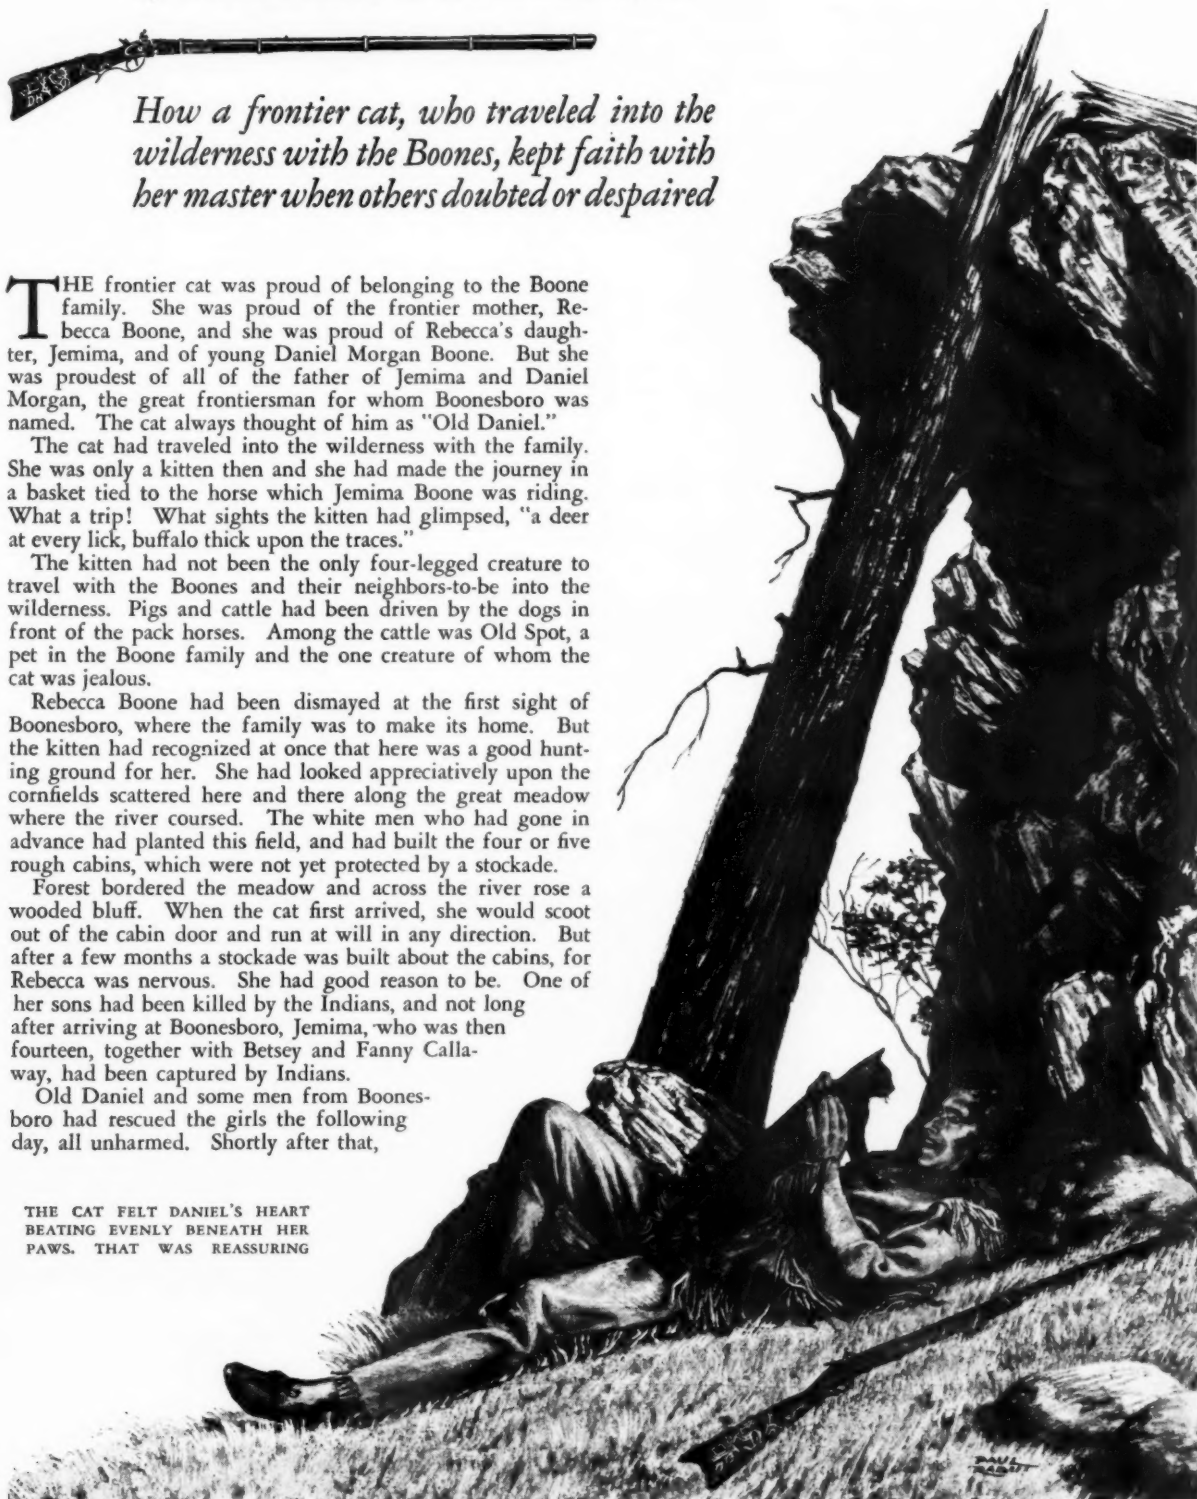 How a frontier cat, who traveled into the
wilderness with the Boones, kept faith with
her master when others doubted or despaired
THE frontier cat was proud of belonging to the Boone
family. She was proud of the frontier mother, Re-
becca Boone, and she was proud of Rebecca's daugh-
ter, Jemima, and of young Daniel Morgan Boone. But she
was proudest of all of the father of Jemima and Daniel
Morgan, the great frontiersman for whom Boonesboro was
named. The cat always thought of him as "Old Daniel."
The cat had traveled into the wilderness with the family.
She was only a kitten then and she had made the journey in
a basket tied to the horse which Jemima Boone was riding.
What a trip! What sights the kitten had glimpsed, "a deer
at every lick, buffalo thick upon the traces."
The kitten had not been the only four-legged creature to
travel with the Boones and their neighbors-to-be into the
wilderness. Pigs and cattle had been driven by the dogs in
front of the pack horses. Among the cattle was Old Spot, a
pet in the Boone family and the one creature of whom the
cat was jealous.
Rebecca Boone had been dismayed at the first sight of
Boonesboro, where the family was to make its home. But
the kitten had recognized at once that here was a good hunt-
ing ground for her. She had looked appreciatively upon the
cornfields scattered here and there along the great meadow
where the river coursed. The white men who had gone in
advance had planted this field, and had built the four or five
rough cabins, which were not yet protected by a stockade.
Forest bordered the meadow and across the river rose a
wooded bluff. When the cat first arrived, she would scoot
out of the cabin door and run at will in any direction. But
after a few months a stockade was built about the cabins, for
Rebecca was nervous. She had good reason to be. One of
her sons had been killed by the Indians, and not long
after arriving at Boonesboro, Jemima, who was then
fourteen, together with Betsey and Fanny Calla-
way, had been captured by Indians.
Old Daniel and some men from Boones-
boro had rescued the girls the following
day, all unharmed. Shortly after that,
THE CAT FELT DANIEL'S HEART
BEATING EVENLY BENEATH HER
PAWS. THAT WAS REASSURING
PAUL